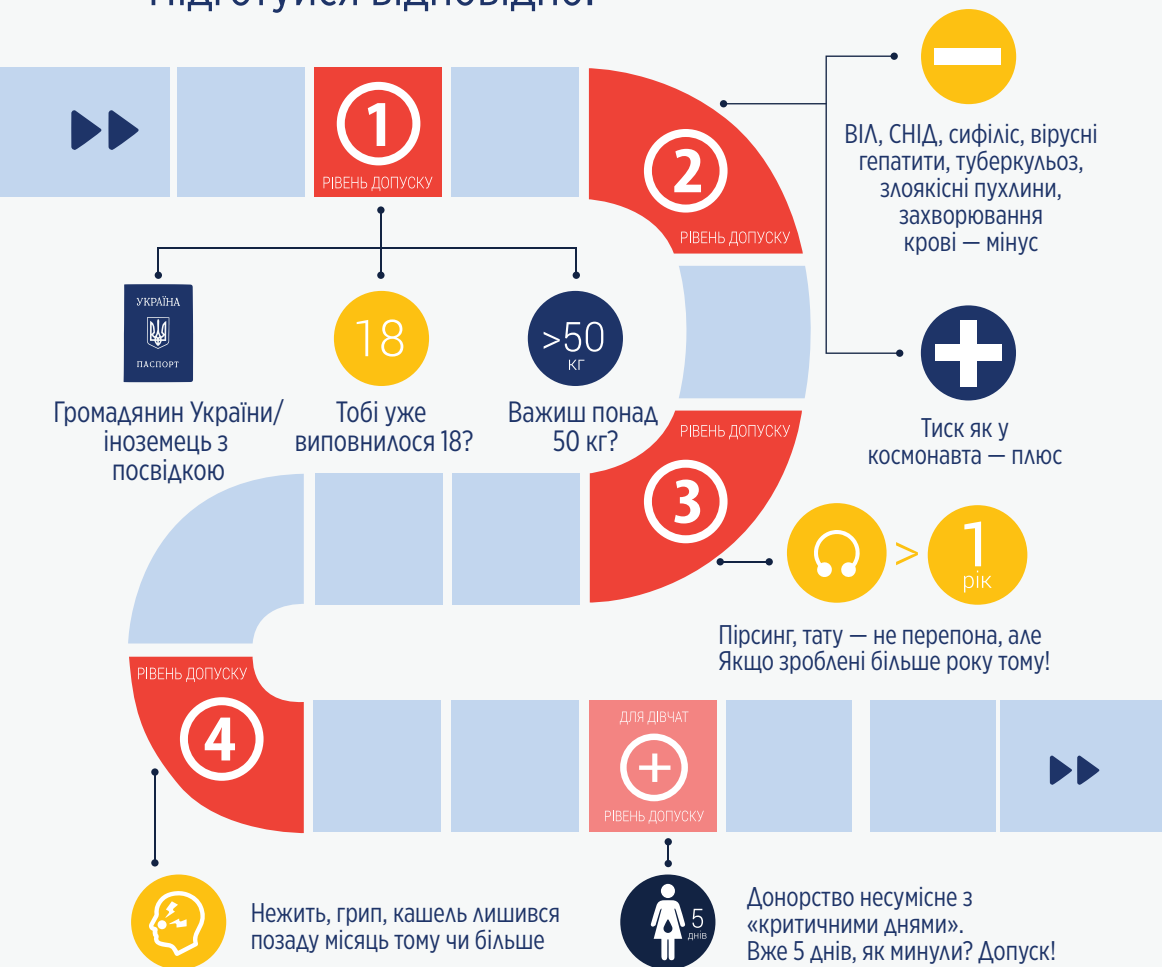 Підготуйся відповідно!
1
РІВЕНЬ ДОПУСКУ
2
РІВЕНЬ ДОПУСКУ
ВІЛ, СНІД, сифіліс, вірусні
гепатити, туберкульоз,
злоякісні пухлини,
захворювання
крові — мінус
УКРАЇНА
ПАСПОРТ
Громадянин України/
іноземець з
посвідкою
18
Тобі уже
виповнилося 18?
>50
КГ
Важиш понад
50 кг?
Тиск як у
космонавта — плюс
РІВЕНЬ ДОПУСКУ
3
>
1
рік
Пірсинг, тату — не перепона, але
Якщо зроблені більше року тому!
РІВЕНЬ ДОПУСКУ
4
ДЛЯ ДІВЧАТ
+
РІВЕНЬ ДОПУСКУ
Нежить, грип, кашель лишився
позаду місяць тому чи більше
5
ДНІВ
Донорство несумісне з
«критичними днями».
Вже 5 днів, як минули? Допуск!